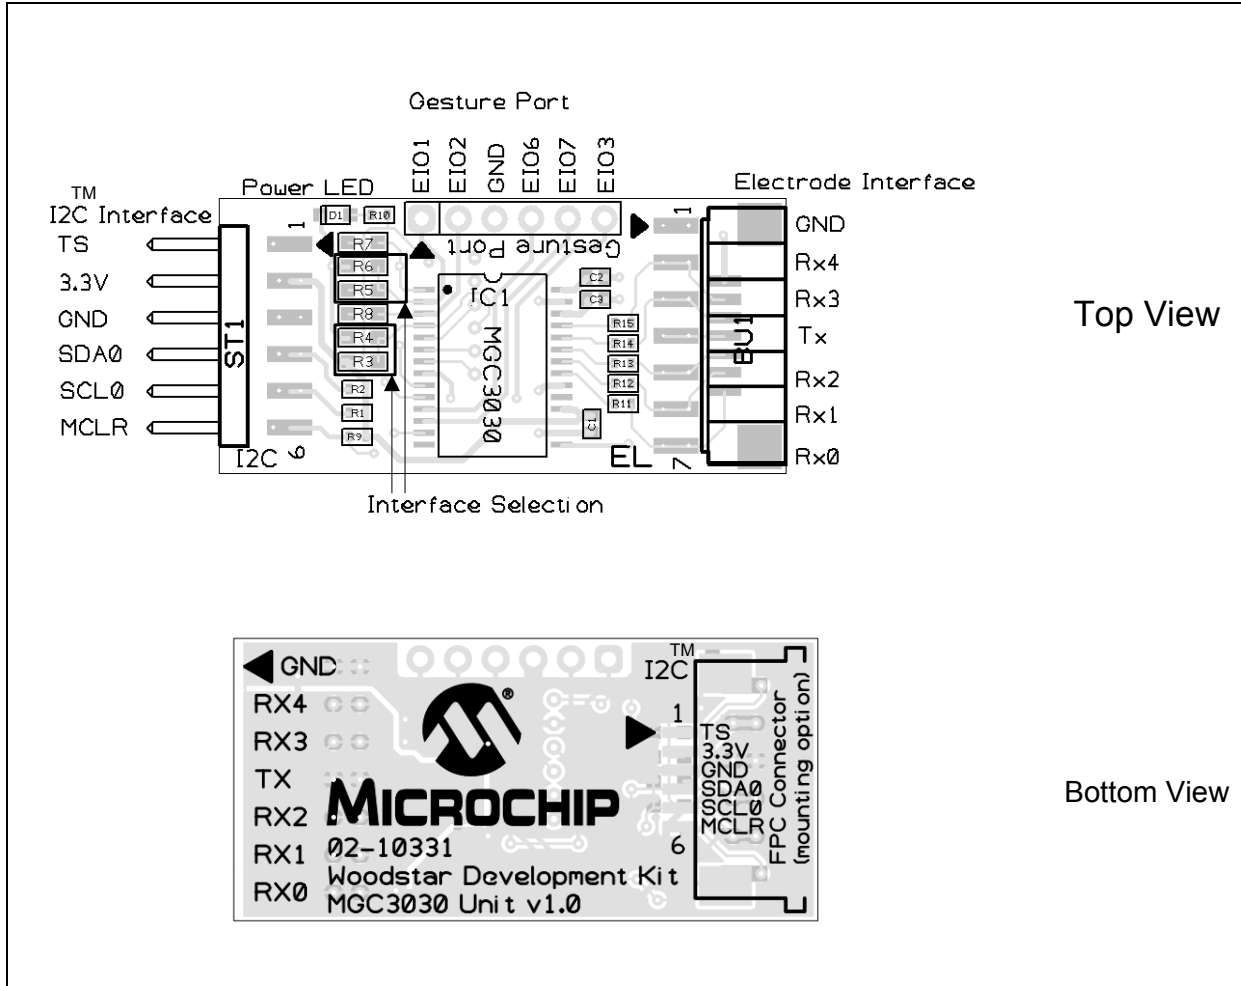 Gesture Port
EIO1
EIO2
GND
EIO6
EIO7
EIO3
Power LED
Electrode Interface
TM
I2C Interface
TS
3.3V
GND
SDA0
SCL0
MCLR
ST1
1
6
I2C
D1
R10
R7
R6
R5
R8
R4
R3
R2
R1
R9
Gesture Port
IC1
MGC3030
C2
C3
R15
R14
R13
R12
R11
C1
EL
1
7
BU1
GND
Rx4
Rx3
Tx
Rx2
Rx1
Rx0
Interface Selection
Top View
GND
RX4
RX3
TX
RX2
RX1
RX0
®
MICROCHIP
02-10331
Woodstar Development Kit
MGC3030 Unit v1.0
TM
I2C
1
6
TS
3.3V
GND
SDA0
SCL0
MCLR
FPC Connector
(mounting option)
Bottom View